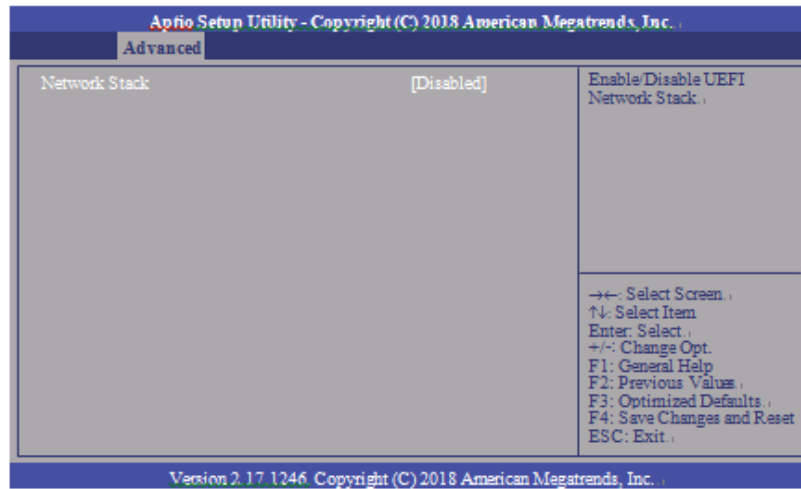 Aptio Setup Utility - Copyright (C) 2018 American Megatrends, Inc.
Advanced
Network Stack [Disabled]
Enable/Disable UEFI
Network Stack.
→←: Select Screen.
↑↓: Select Item
Enter: Select.
+/-: Change Opt.
F1: General Help
F2: Previous Values.
F3: Optimized Defaults.
F4: Save Changes and Reset
ESC: Exit.
Version 2.17.1246. Copyright (C) 2018 American Megatrends, Inc.